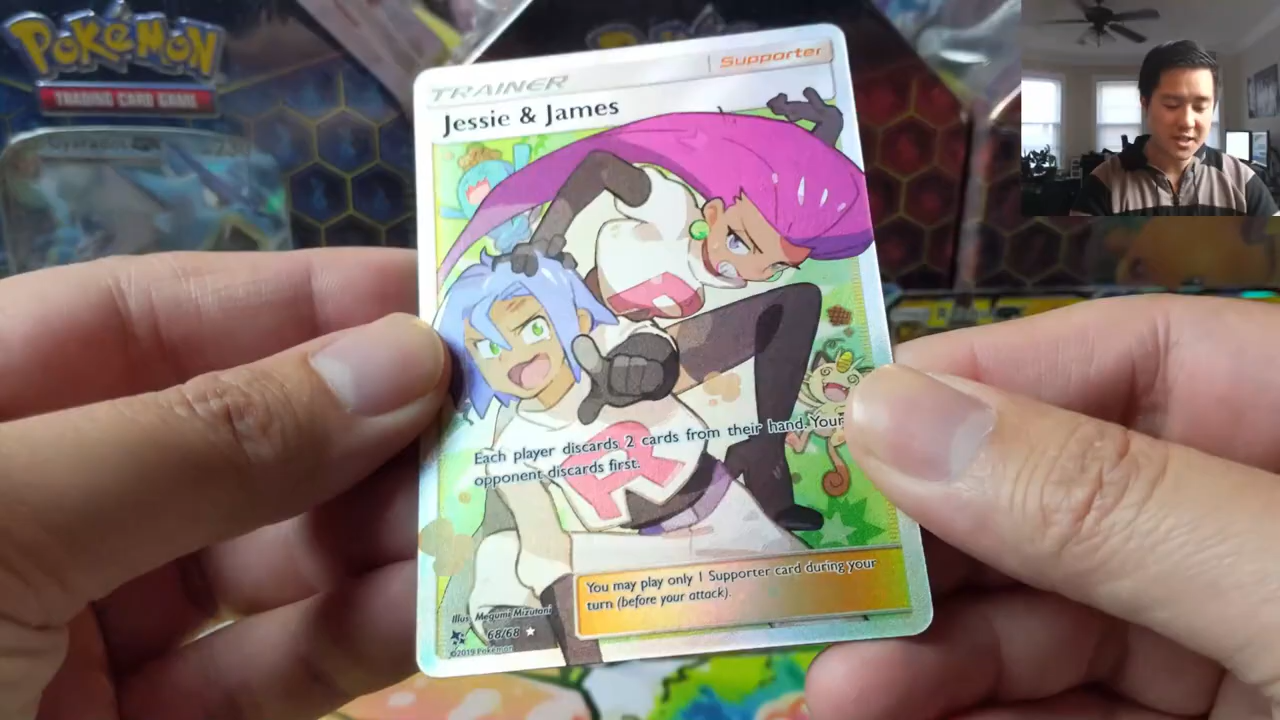 POKéMON
TRADING CARD GAME
TRAINER
Supporter
Jessie & James
Each player discards 2 cards from their hand. Your
opponent discards first.
You may play only 1 Supporter card during your
turn (before your attack).
Illus. Megumi Mizutani
68/68
©2019 Pokémon